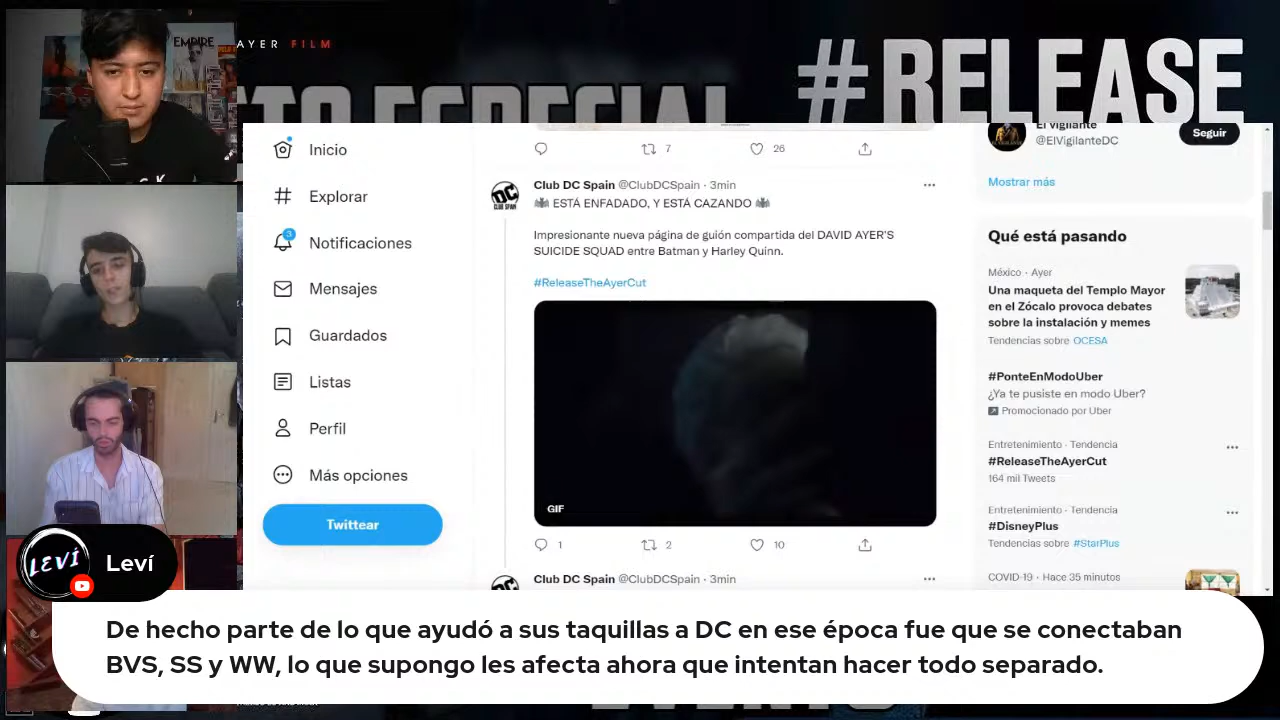 AYER FILM
#RELEASE
EMPIRE
Inicio
Explorar
3
Notificaciones
Mensajes
Guardados
Listas
Perfil
Más opciones
Twittear
7
26
Club DC Spain @ClubDCSpain · 3min
ESTÁ ENFADADO, Y ESTÁ CAZANDO
Impresionante nueva página de guión compartida del DAVID AYER'S
SUICIDE SQUAD entre Batman y Harley Quinn.
#ReleaseTheAyerCut
GIF
1
2
10
Club DC Spain @ClubDCSpain · 3min
El Vigilante
@ElVigilanteDC
Seguir
Mostrar más
Qué está pasando
México · Ayer
Una maqueta del Templo Mayor
en el Zócalo provoca debates
sobre la instalación y memes
Tendencias sobre OCESA
#PonteEnModoUber
¿Ya te pusiste en modo Uber?
Promocionado por Uber
Entretenimiento · Tendencia
#ReleaseTheAyerCut
164 mil Tweets
Entretenimiento · Tendencia
#DisneyPlus
Tendencias sobre #StarPlus
COVID-19 · Hace 35 minutos
LEVÍ
Leví
De hecho parte de lo que ayudó a sus taquillas a DC en ese época fue que se conectaban
BVS, SS y WW, lo que supongo les afecta ahora que intentan hacer todo separado.